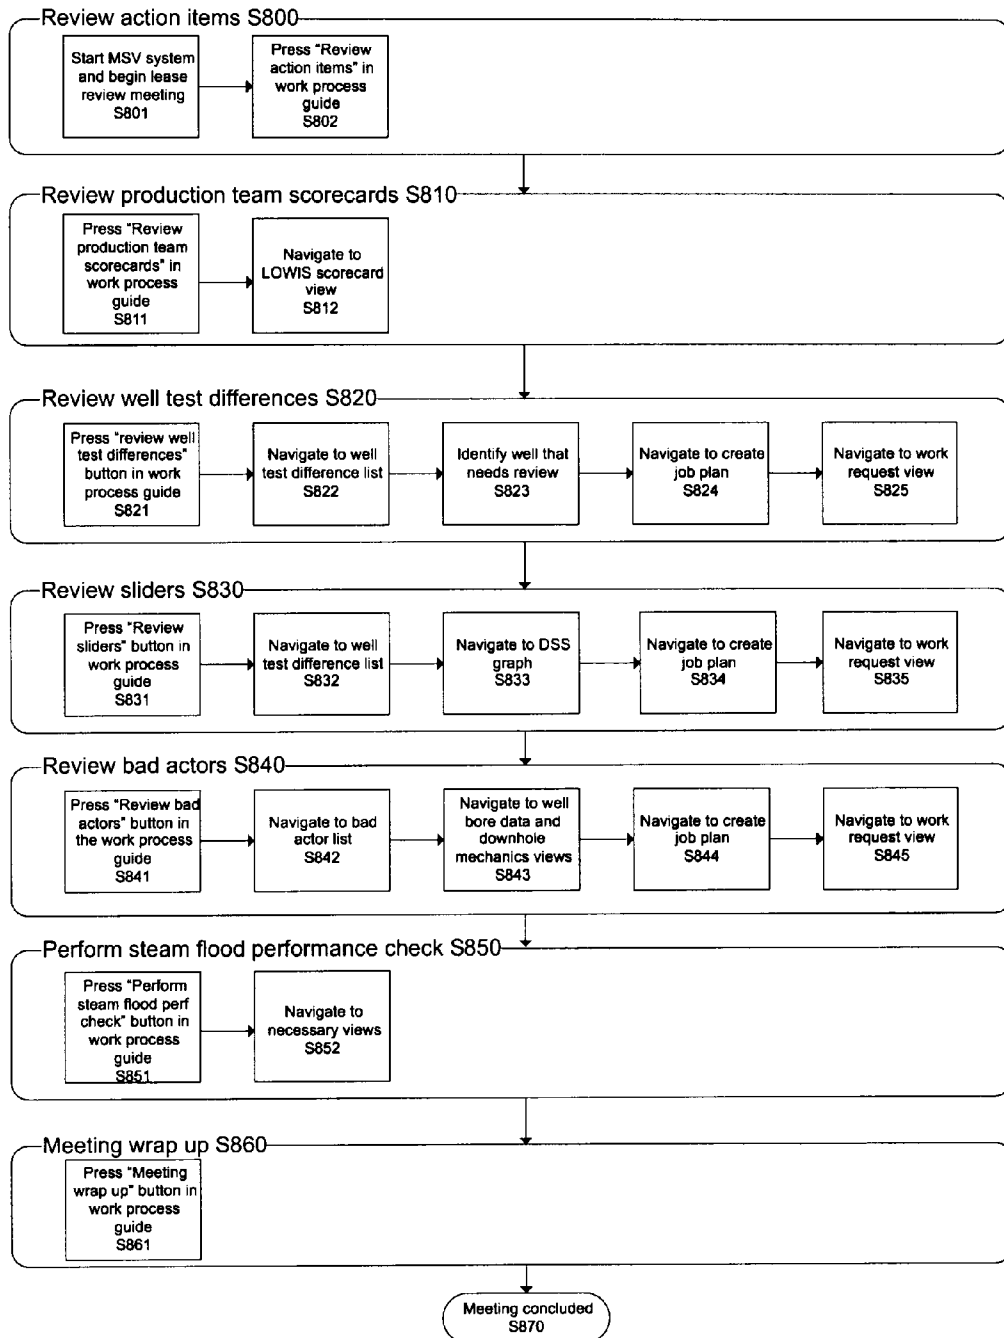 Review action items S800
Start MSV system
and begin lease
review meeting
S801
Press “Review
action items” in
work process
guide
S802
Review production team scorecards S810
Press “Review
production team
scorecards” in
work process
guide
S811
Navigate to
LOWIS scorecard
view
S812
Review well test differences S820
Press “review well
test differences”
button in work
process guide
S821
Navigate to well
test difference list
S822
Identify well that
needs review
S823
Navigate to create
job plan
S824
Navigate to work
request view
S825
Review sliders S830
Press “Review
sliders” button in
work process
guide
S831
Navigate to well
test difference list
S832
Navigate to DSS
graph
S833
Navigate to create
job plan
S834
Navigate to work
request view
S835
Review bad actors S840
Press “Review bad
actors” button in
the work process
guide
S841
Navigate to bad
actor list
S842
Navigate to well
bore data and
downhole
mechanics views
S843
Navigate to create
job plan
S844
Navigate to work
request view
S845
Perform steam flood performance check S850
Press “Perform
steam flood perf
check” button in
work process
guide
S851
Navigate to
necessary views
S852
Meeting wrap up S860
Press “Meeting
wrap up” button in
work process
guide
S861
Meeting concluded
S870